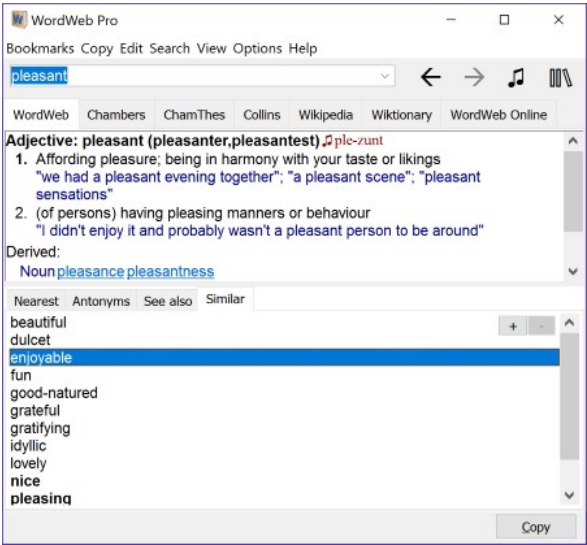 WordWeb Pro
Bookmarks Copy Edit Search View Options Help
pleasant
WordWeb Chambers ChamThes Collins Wikipedia Wiktionary WordWeb Online
Adjective: pleasant (pleasanter,pleasantest) ple-zunt
1. Affording pleasure; being in harmony with your taste or likings
"we had a pleasant evening together"; "a pleasant scene"; "pleasant
sensations"
2. (of persons) having pleasing manners or behaviour
"I didn't enjoy it and probably wasn't a pleasant person to be around"
Derived:
Noun pleasance pleasantness
Nearest Antonyms See also Similar
beautiful
dulcet
enjoyable
fun
good-natured
grateful
gratifying
idyllic
lovely
nice
pleasing
Copy